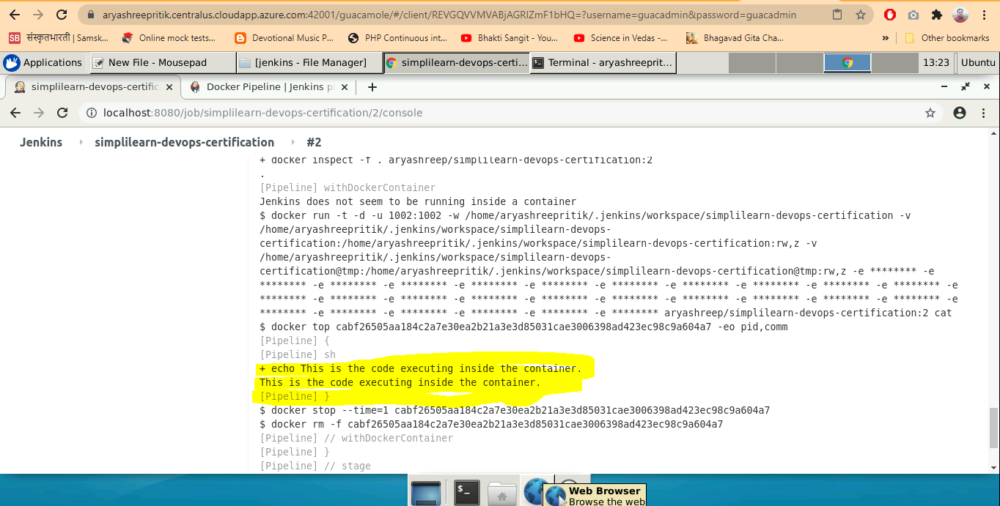 aryashreepritik.centralus.cloudapp.azure.com:42001/guacamole/#/client/REVGQVVMVABjAGRlZmF1bHQ=?username=guacadmin&password=guacadmin
SB संस्कृतभारती | Samsk... Online mock tests... Devotional Music P... PHP Continuous int... Bhakti Sangit - You... Science in Vedas -... Bhagavad Gita Cha... » Other bookmarks
Applications New File - Mousepad [jenkins - File Manager] simplilearn-devops-certi... Terminal - aryashreeprit... 13:23 Ubuntu
simplilearn-devops-certific Docker Pipeline | Jenkins pl
localhost:8080/job/simplilearn-devops-certification/2/console
Jenkins simplilearn-devops-certification #2
+ docker inspect -f . aryashreep/simplilearn-devops-certification:2
.
[Pipeline] withDockerContainer
Jenkins does not seem to be running inside a container
$ docker run -t -d -u 1002:1002 -w /home/aryashreepritik/.jenkins/workspace/simplilearn-devops-certification -v
/home/aryashreepritik/.jenkins/workspace/simplilearn-devops-
certification:/home/aryashreepritik/.jenkins/workspace/simplilearn-devops-certification:rw,z -v
/home/aryashreepritik/.jenkins/workspace/simplilearn-devops-
certification@tmp:/home/aryashreepritik/.jenkins/workspace/simplilearn-devops-certification@tmp:rw,z -e ******** -e
******** -e ******** -e ******** -e ******** -e ******** -e ******** -e ******** -e ******** -e ******** -e ******** -e
******** -e ******** -e ******** -e ******** -e ******** -e ******** -e ******** -e ******** -e ******** -e ******** -e
******** -e ******** -e ******** -e ******** -e ******** -e ******** aryashreep/simplilearn-devops-certification:2 cat
$ docker top cabf26505aa184c2a7e30ea2b21a3e3d85031cae3006398ad423ec98c9a604a7 -eo pid,comm
[Pipeline] {
[Pipeline] sh
+ echo This is the code executing inside the container.
This is the code executing inside the container.
[Pipeline] }
$ docker stop --time=1 cabf26505aa184c2a7e30ea2b21a3e3d85031cae3006398ad423ec98c9a604a7
$ docker rm -f cabf26505aa184c2a7e30ea2b21a3e3d85031cae3006398ad423ec98c9a604a7
[Pipeline] // withDockerContainer
[Pipeline] }
[Pipeline] // stage
Web Browser
Browse the web